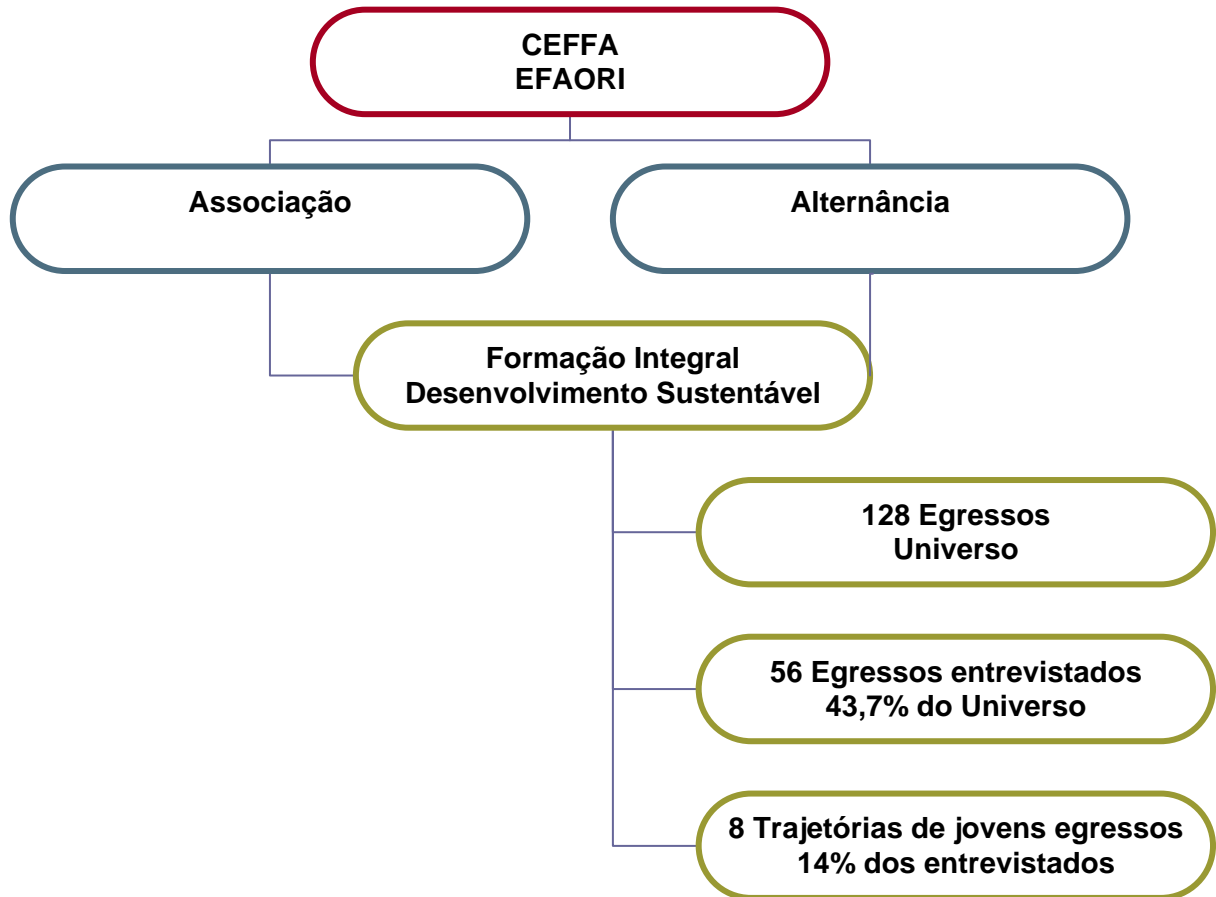 CEFFA
EFAORI
Associação
Alternância
Formação Integral
Desenvolvimento Sustentável
128 Egressos
Universo
56 Egressos entrevistados
43,7% do Universo
8 Trajetórias de jovens egressos
14% dos entrevistados